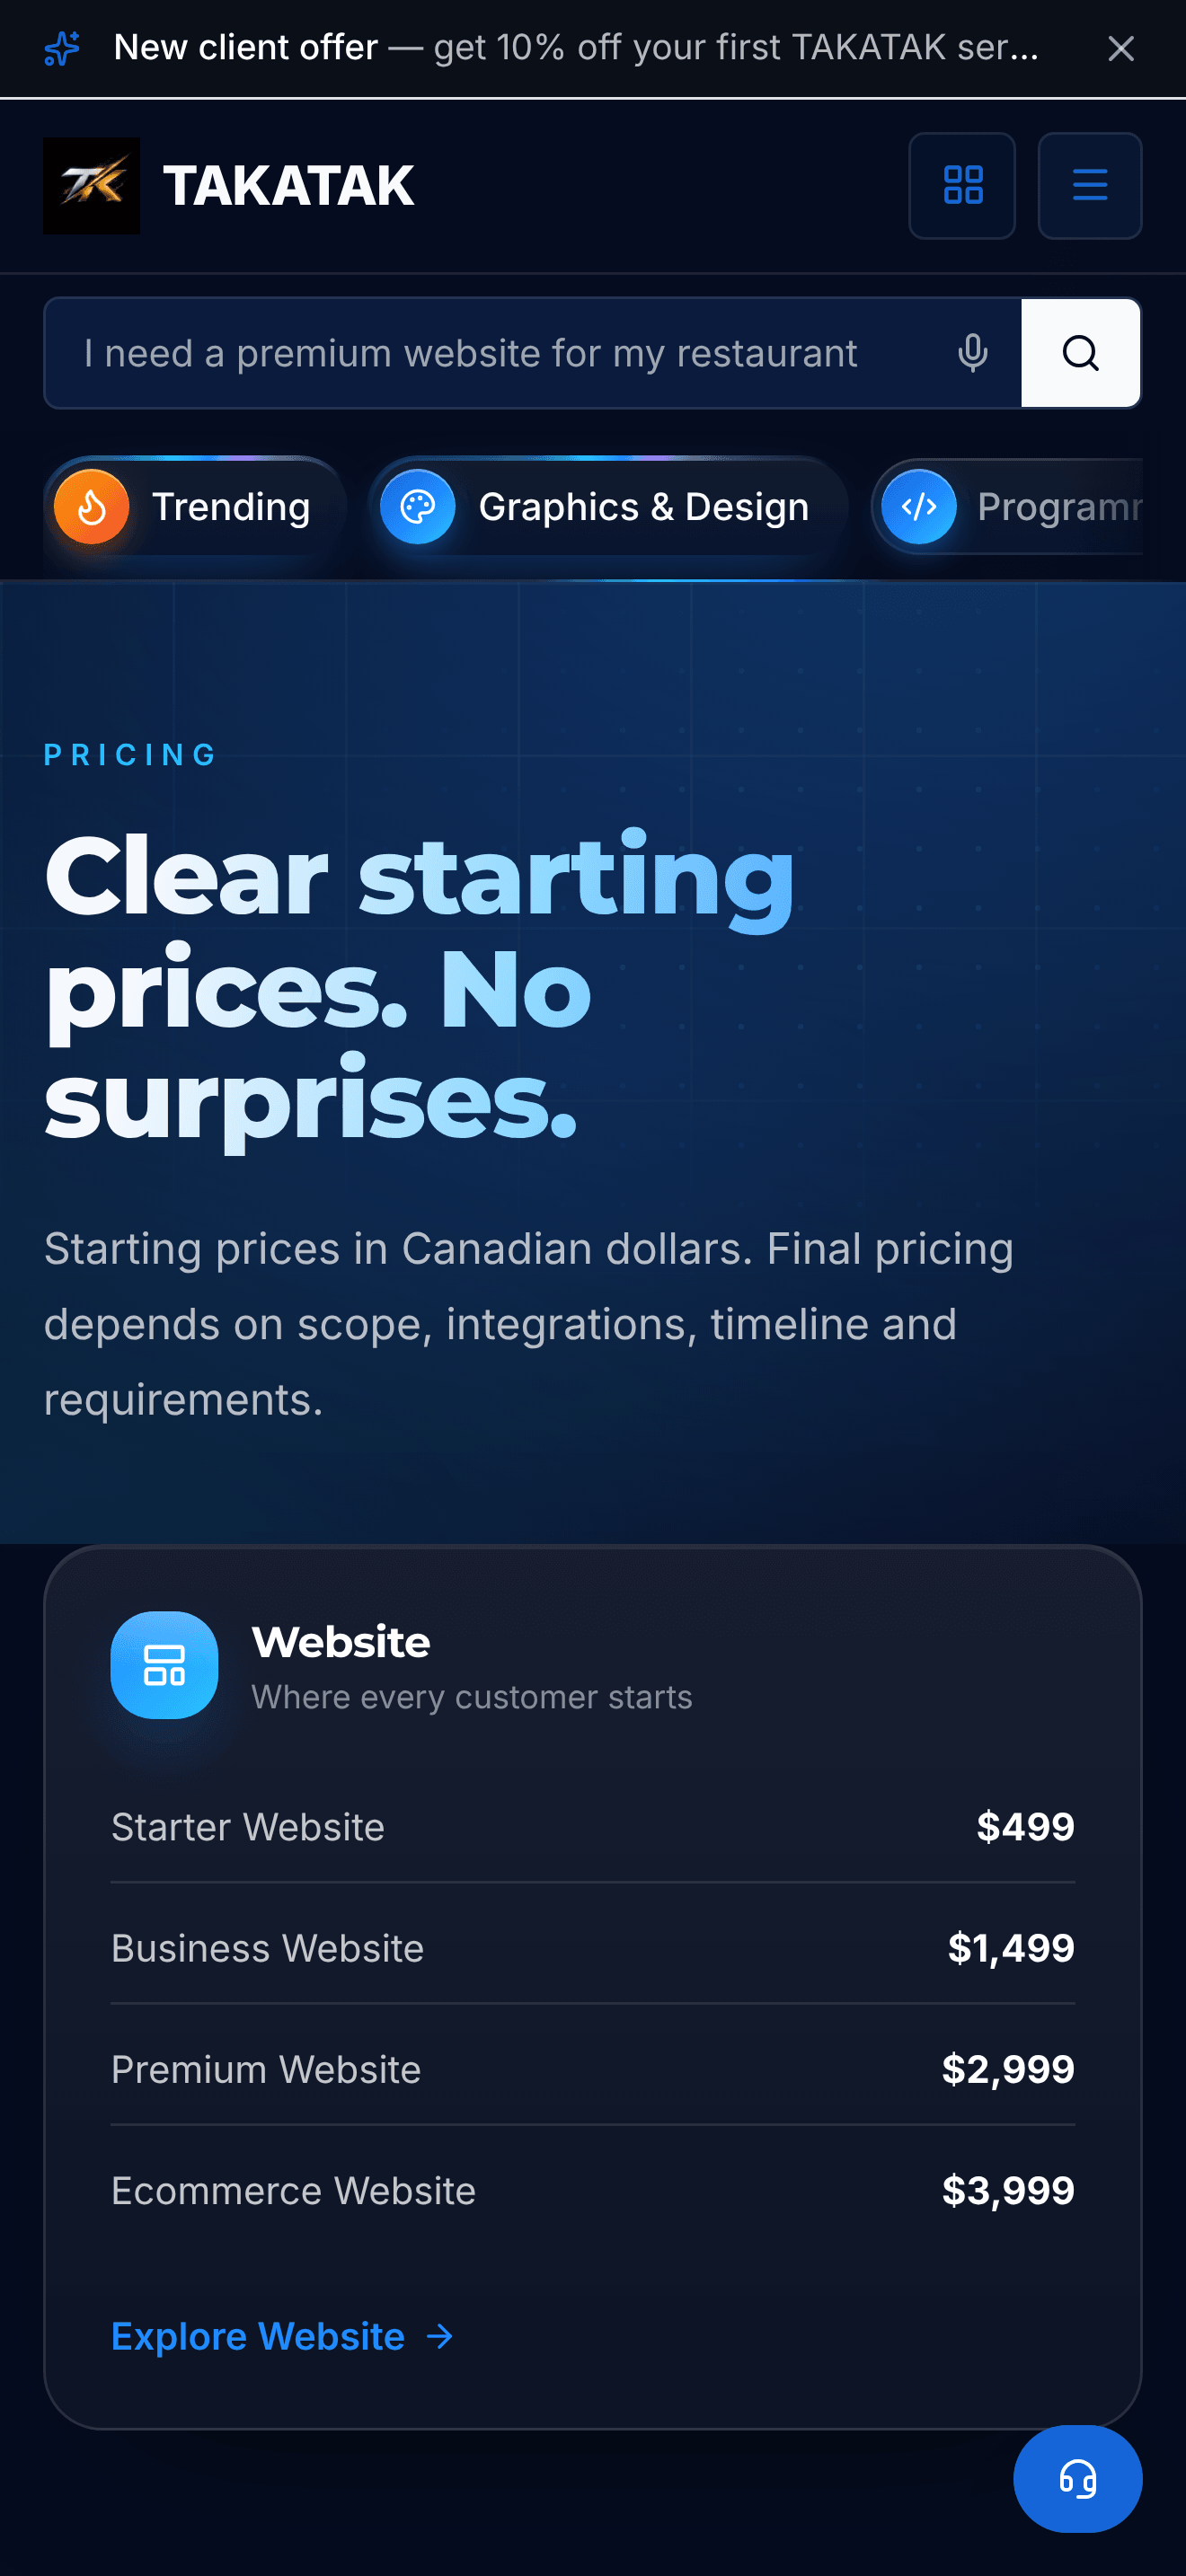 New client offer — get 10% off your first TAKATAK ser...
TK TAKATAK
I need a premium website for my restaurant
Trending
Graphics & Design
Programm
PRICING
Clear starting
prices. No
surprises.
Starting prices in Canadian dollars. Final pricing
depends on scope, integrations, timeline and
requirements.
Website
Where every customer starts
Starter Website $499
Business Website $1,499
Premium Website $2,999
Ecommerce Website $3,999
Explore Website →